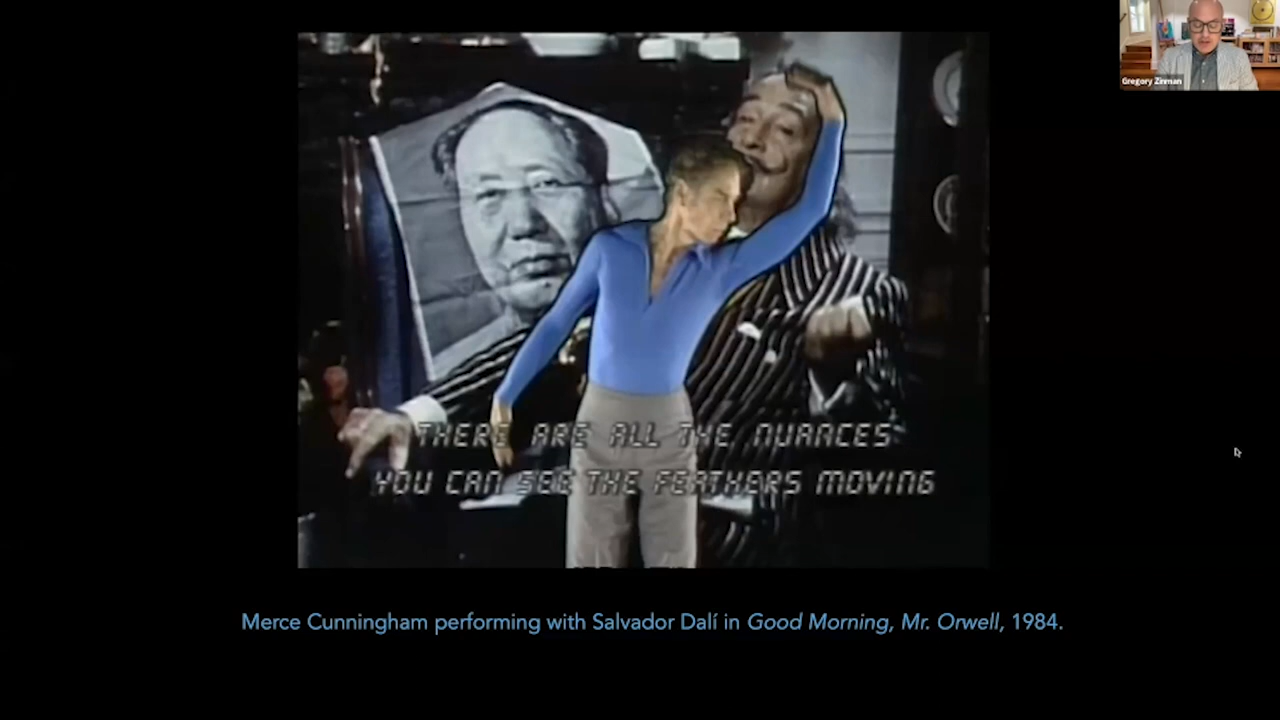 Gregory Zinman
THERE ARE ALL THE NUANCES
YOU CAN SEE THE FEATHERS MOVING
Merce Cunningham performing with Salvador Dalí in Good Morning, Mr. Orwell, 1984.